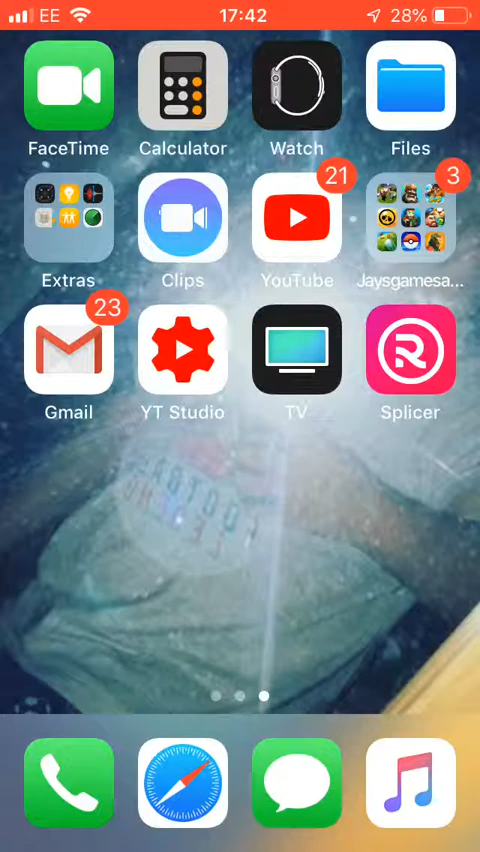 EE 17:42 28%
FaceTime Calculator Watch Files
21 3
Extras Clips YouTube Jaysgamesa...
23
Gmail YT Studio TV Splicer